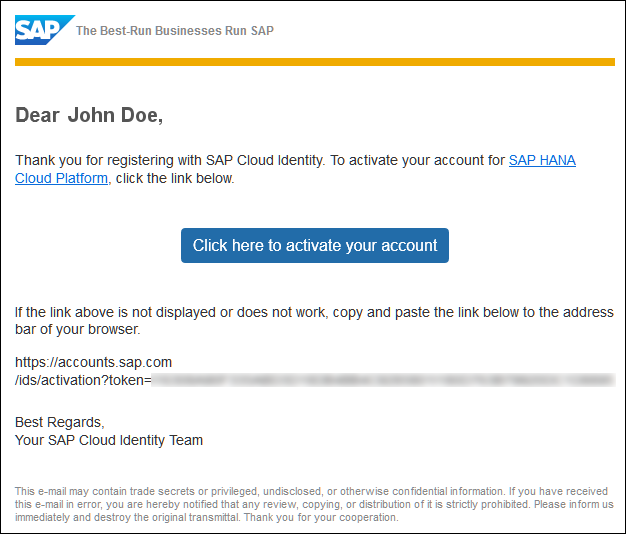 SAP The Best-Run Businesses Run SAP
Dear John Doe,
Thank you for registering with SAP Cloud Identity. To activate your account for SAP HANA
Cloud Platform, click the link below.
Click here to activate your account
If the link above is not displayed or does not work, copy and paste the link below to the address
bar of your browser.
https://accounts.sap.com
/ids/activation?token=
Best Regards,
Your SAP Cloud Identity Team
This e-mail may contain trade secrets or privileged, undisclosed, or otherwise confidential information. If you have received
this e-mail in error, you are hereby notified that any review, copying, or distribution of it is strictly prohibited. Please inform us
immediately and destroy the original transmittal. Thank you for your cooperation.